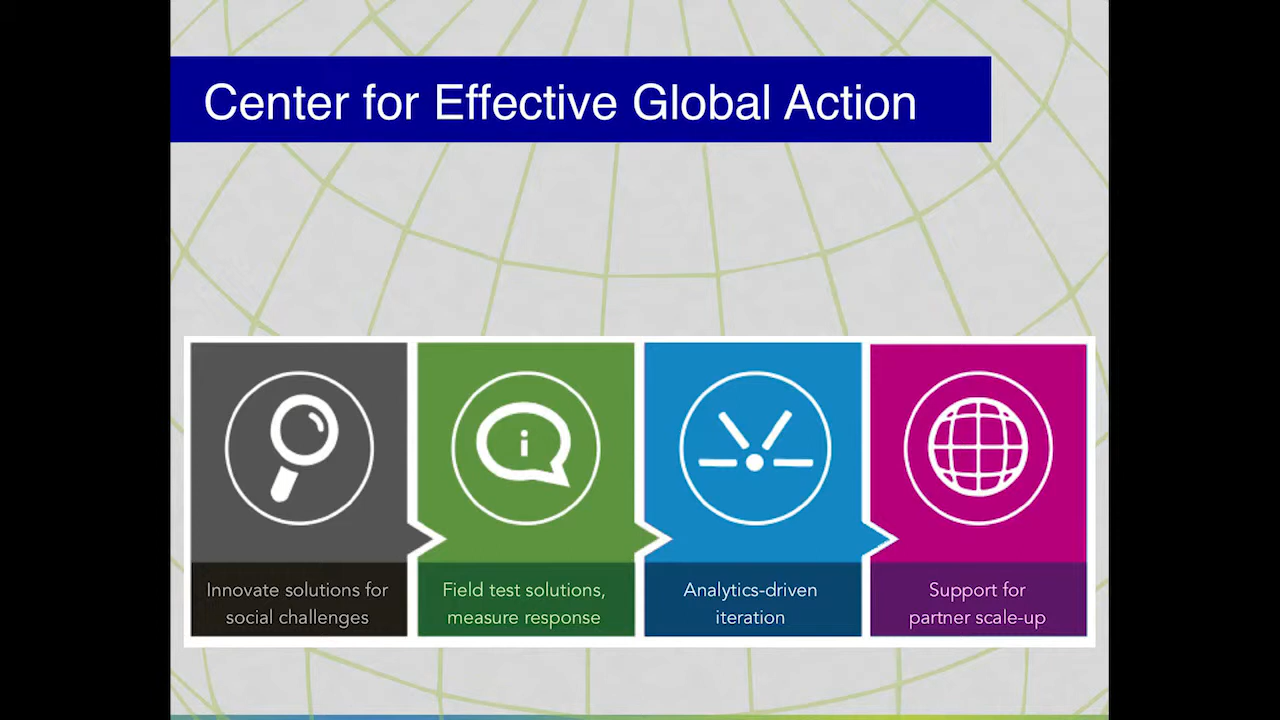 Center for Effective Global Action
i
Innovate solutions for
social challenges
Field test solutions,
measure response
Analytics-driven
iteration
Support for
partner scale-up